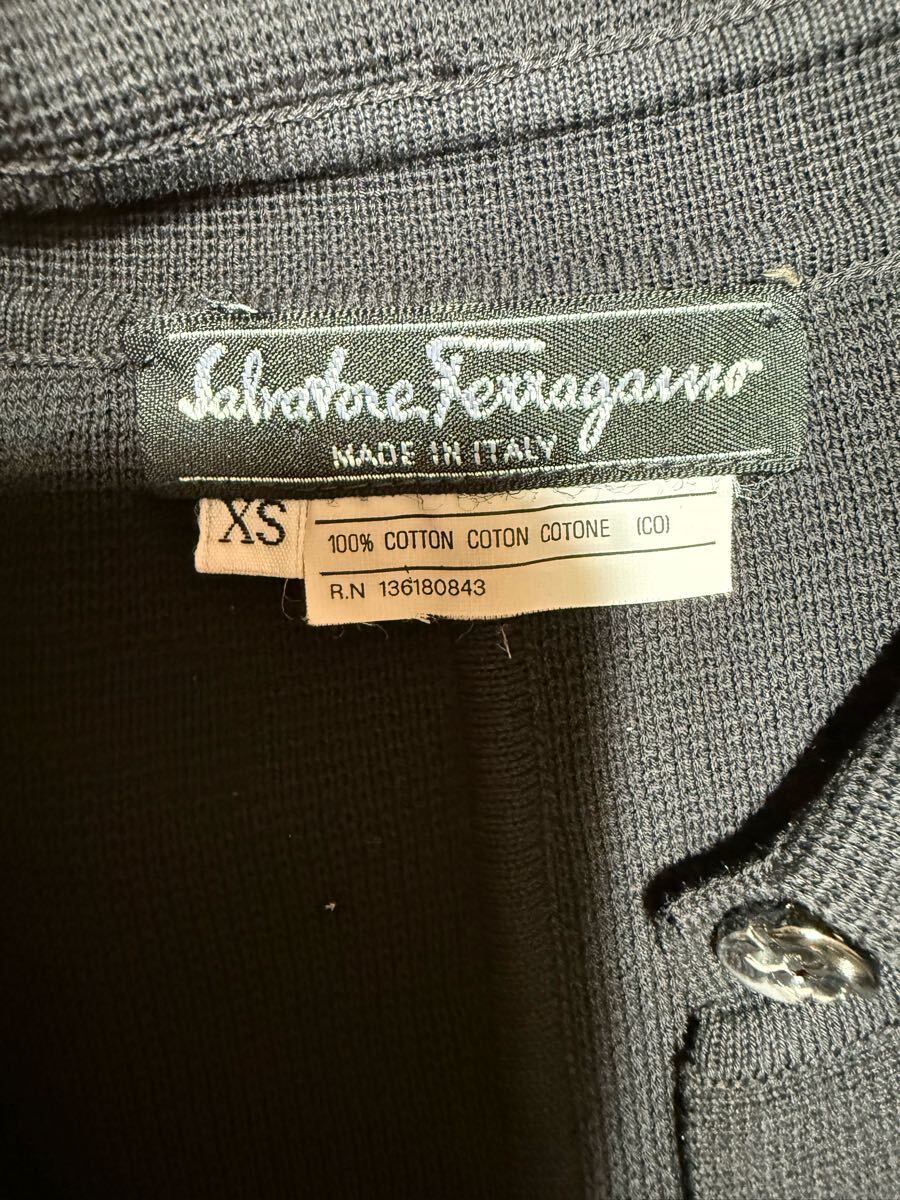 Salvatore Ferragamo
MADE IN ITALY
XS
100% COTTON COTON COTONE (CO)
R.N 136180843